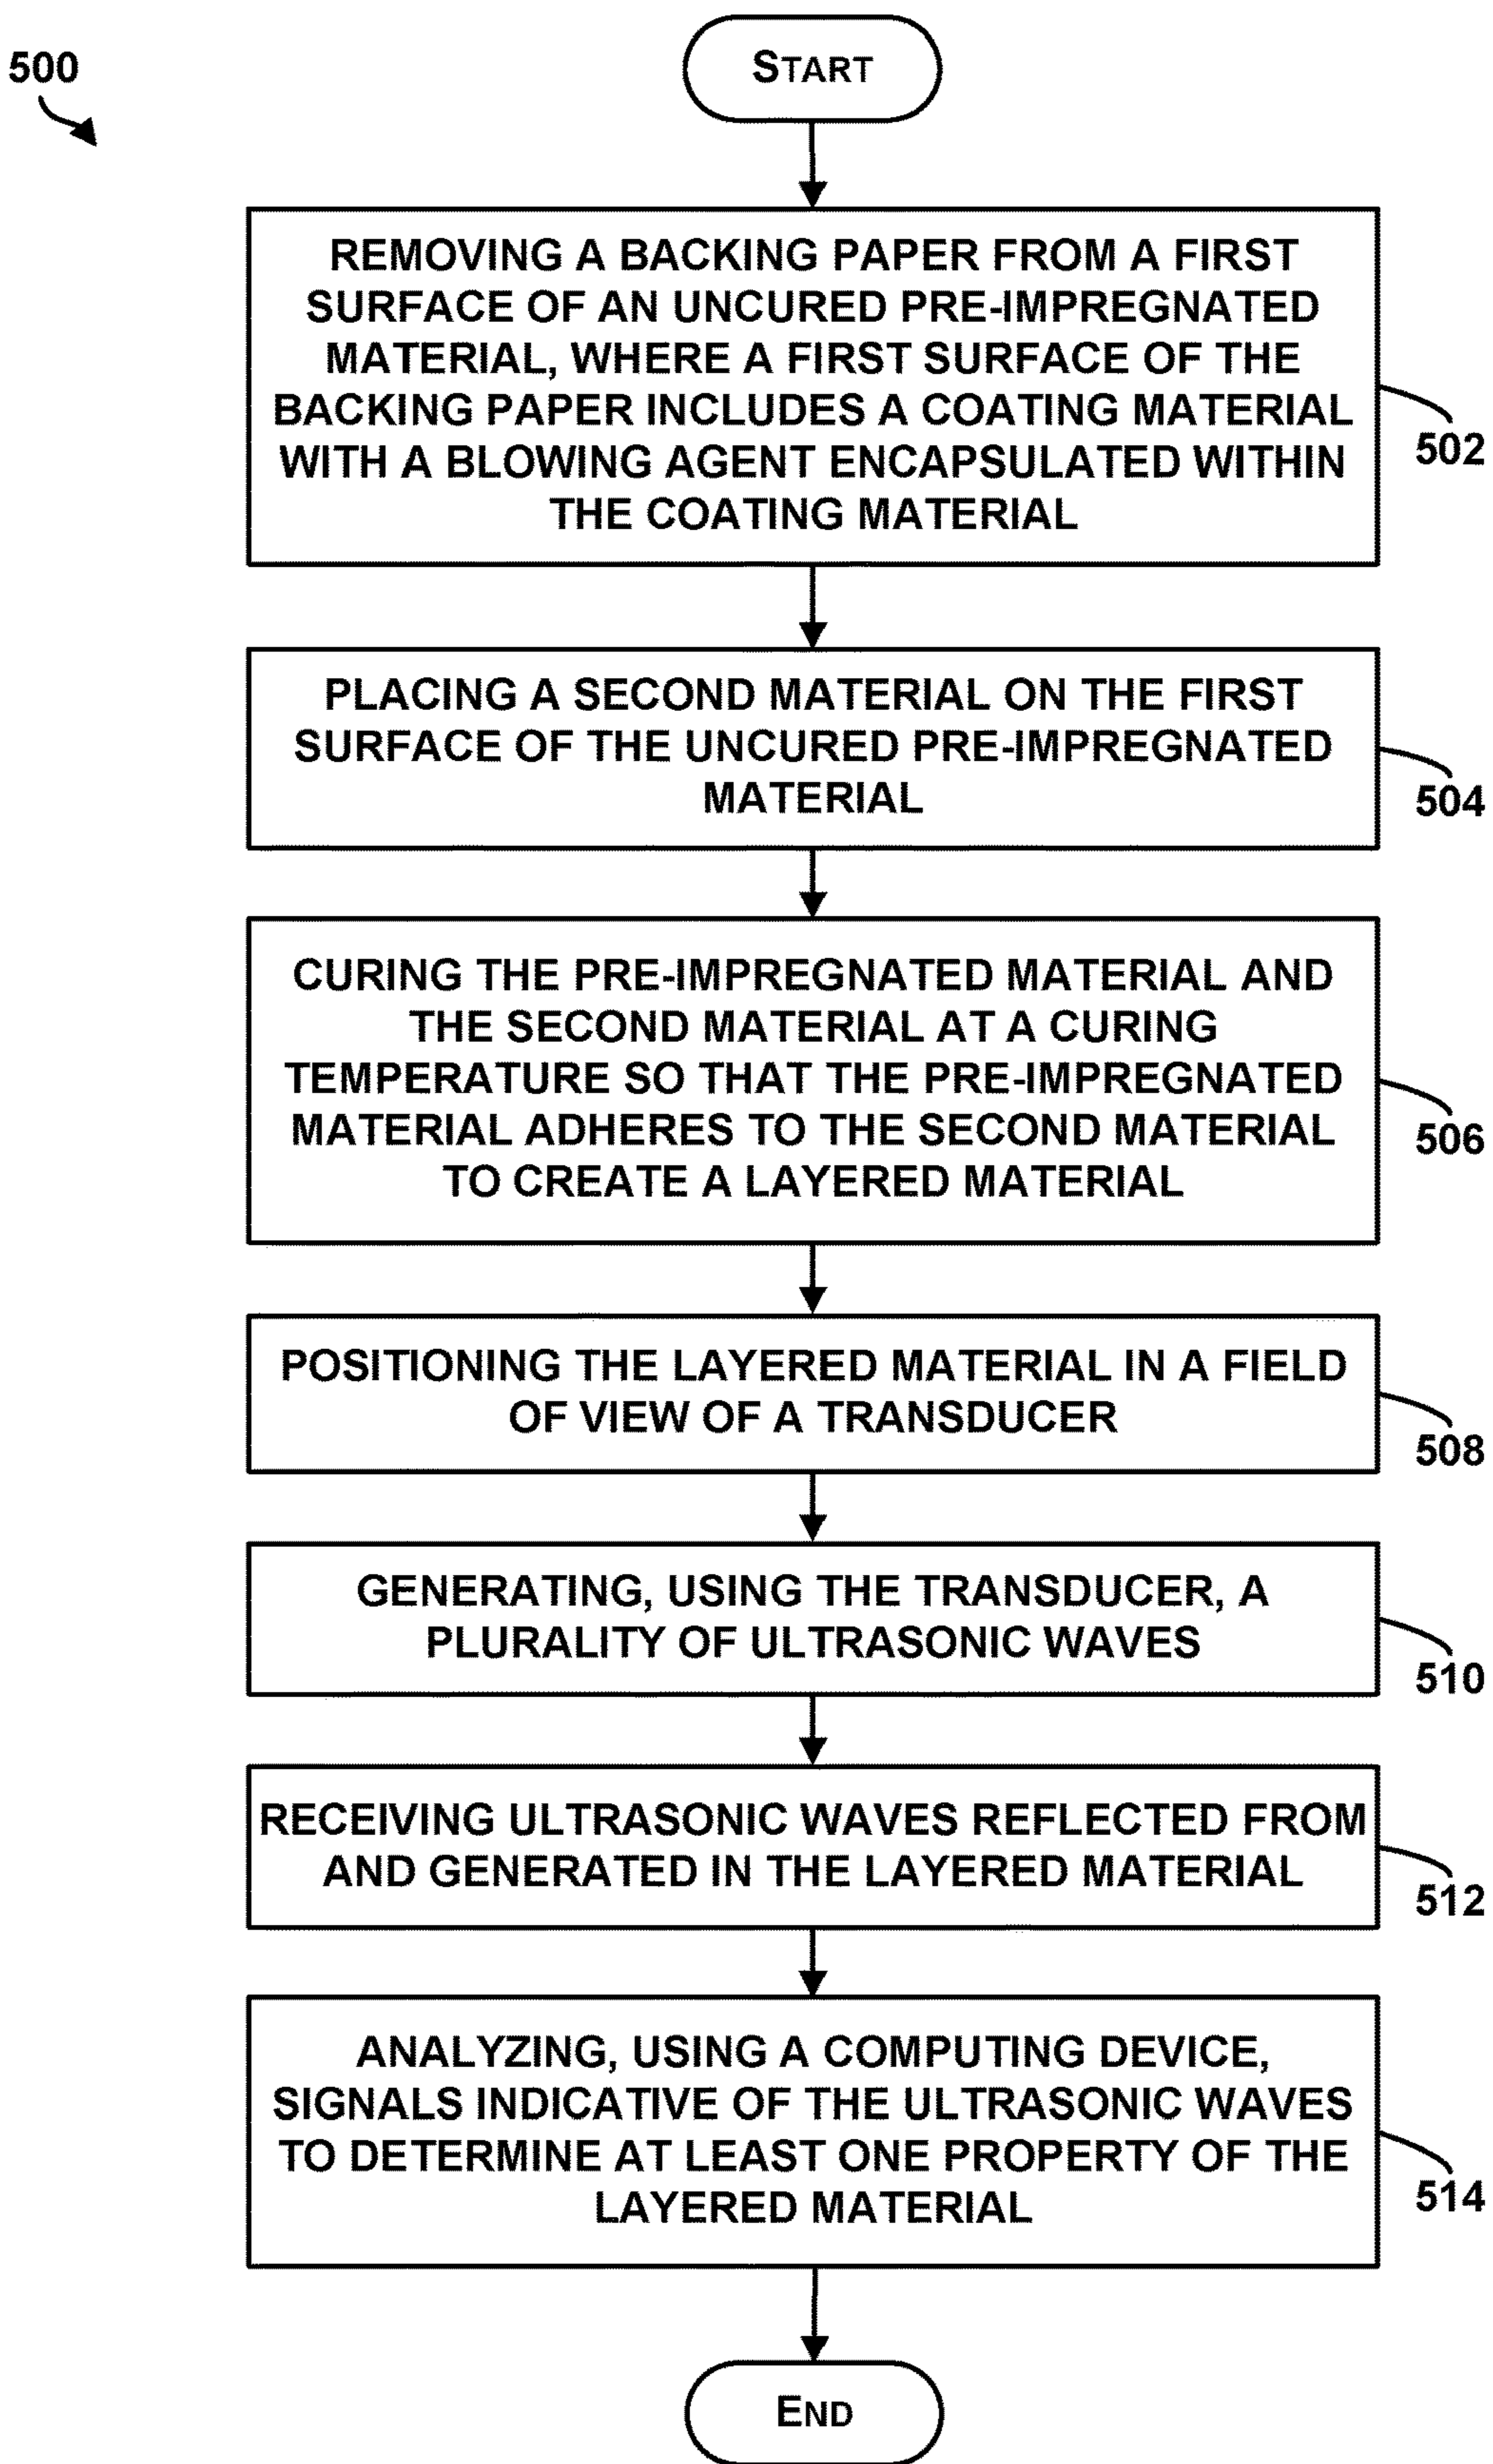 500
START
REMOVING A BACKING PAPER FROM A FIRST
SURFACE OF AN UNCURED PRE-IMPREGNATED
MATERIAL, WHERE A FIRST SURFACE OF THE
BACKING PAPER INCLUDES A COATING MATERIAL
WITH A BLOWING AGENT ENCAPSULATED WITHIN
THE COATING MATERIAL
502
PLACING A SECOND MATERIAL ON THE FIRST
SURFACE OF THE UNCURED PRE-IMPREGNATED
MATERIAL
504
CURING THE PRE-IMPREGNATED MATERIAL AND
THE SECOND MATERIAL AT A CURING
TEMPERATURE SO THAT THE PRE-IMPREGNATED
MATERIAL ADHERES TO THE SECOND MATERIAL
TO CREATE A LAYERED MATERIAL
506
POSITIONING THE LAYERED MATERIAL IN A FIELD
OF VIEW OF A TRANSDUCER
508
GENERATING, USING THE TRANSDUCER, A
PLURALITY OF ULTRASONIC WAVES
510
RECEIVING ULTRASONIC WAVES REFLECTED FROM
AND GENERATED IN THE LAYERED MATERIAL
512
ANALYZING, USING A COMPUTING DEVICE,
SIGNALS INDICATIVE OF THE ULTRASONIC WAVES
TO DETERMINE AT LEAST ONE PROPERTY OF THE
LAYERED MATERIAL
514
END